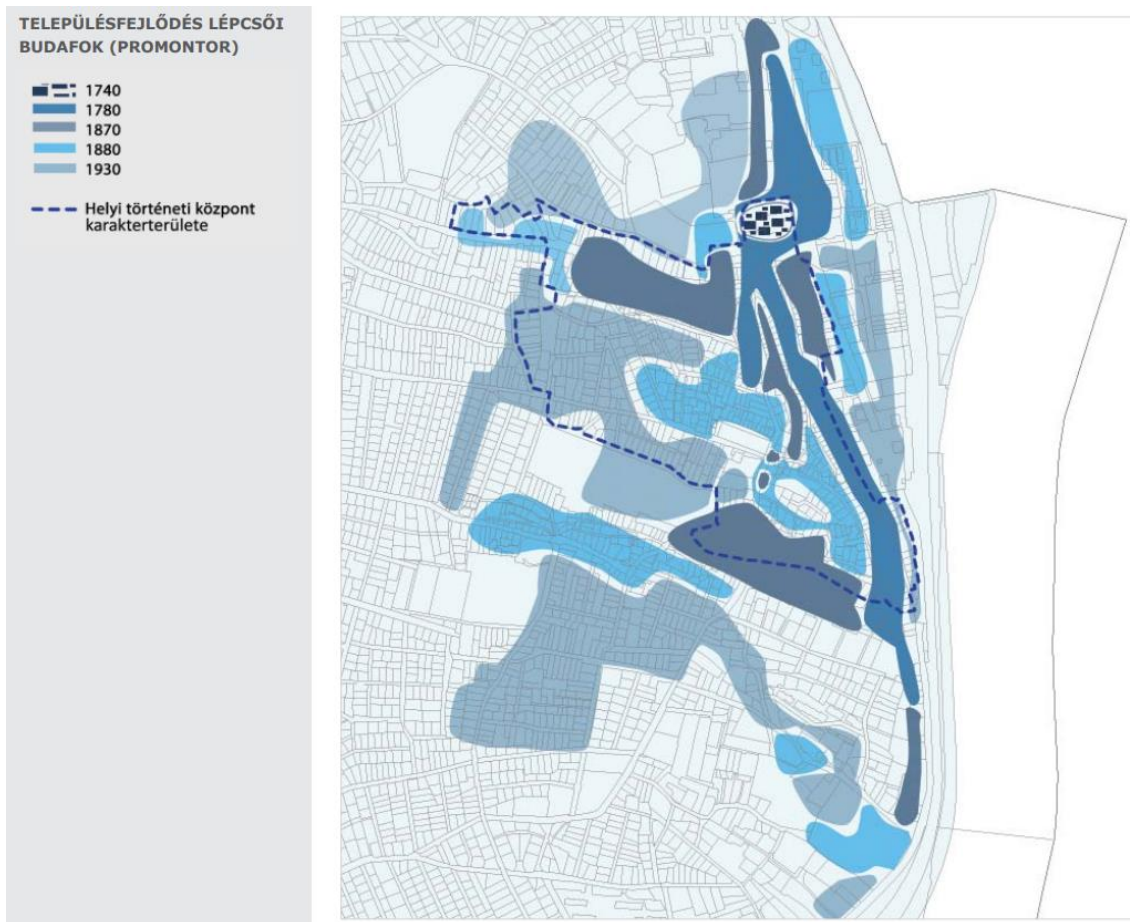 TELEPÜLÉSFEJLŐDÉS LÉPCSŐI
BUDAFOK (PROMONTOR)
1740
1780
1870
1880
1930
Helyi történeti központ
karakterterülete